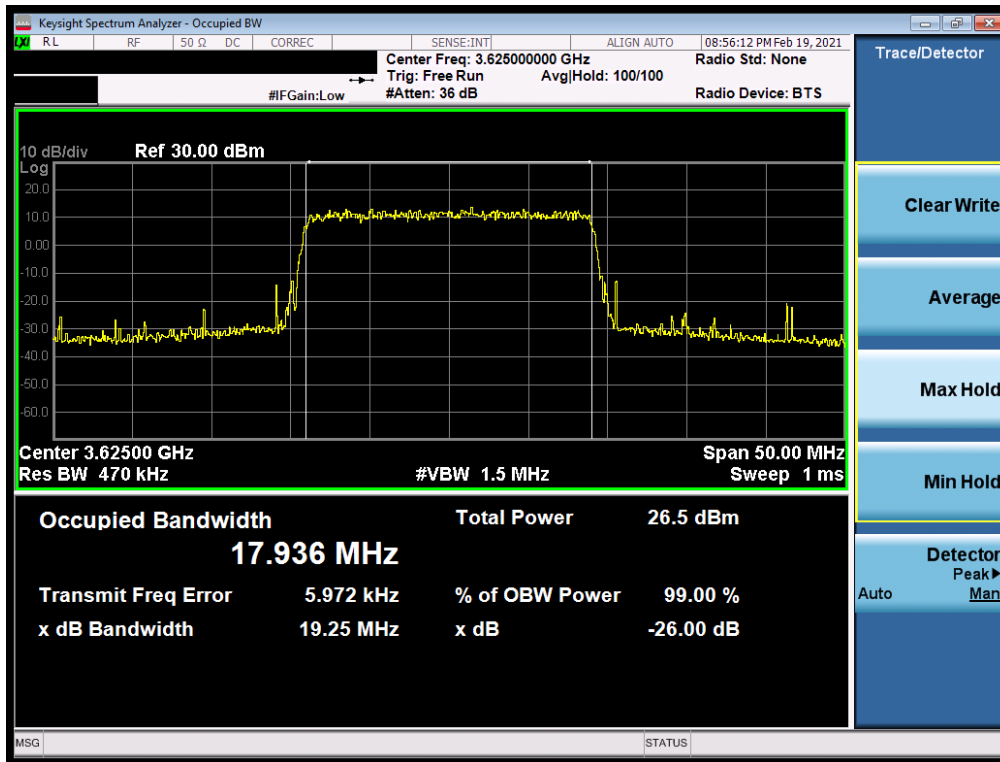 Keysight Spectrum Analyzer - Occupied BW
LXI RL RF 50 Ω DC CORREC SENSE:INT ALIGN AUTO 08:56:12 PM Feb 19, 2021
Center Freq: 3.625000000 GHz Radio Std: None
Trig: Free Run Avg|Hold: 100/100
#IFGain:Low #Atten: 36 dB Radio Device: BTS
10 dB/div Ref 30.00 dBm
Log
20.0
10.0
0.00
-10.0
-20.0
-30.0
-40.0
-50.0
-60.0
Center 3.62500 GHz Span 50.00 MHz
Res BW 470 kHz #VBW 1.5 MHz Sweep 1 ms
Occupied Bandwidth Total Power 26.5 dBm
17.936 MHz
Transmit Freq Error 5.972 kHz % of OBW Power 99.00 %
x dB Bandwidth 19.25 MHz x dB -26.00 dB
MSG STATUS
Trace/Detector
Clear Write
Average
Max Hold
Min Hold
Detector
Peak▶
Auto Man